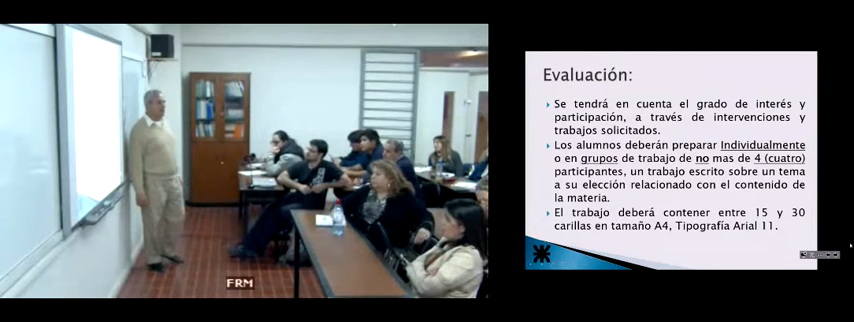 FRM
Evaluación:
Se tendrá en cuenta el grado de interés y
participación, a través de intervenciones y
trabajos solicitados.
Los alumnos deberán preparar Individualmente
o en grupos de trabajo de no mas de 4 (cuatro)
participantes, un trabajo escrito sobre un tema
a su elección relacionado con el contenido de
la materia.
El trabajo deberá contener entre 15 y 30
carillas en tamaño A4, Tipografía Arial 11.